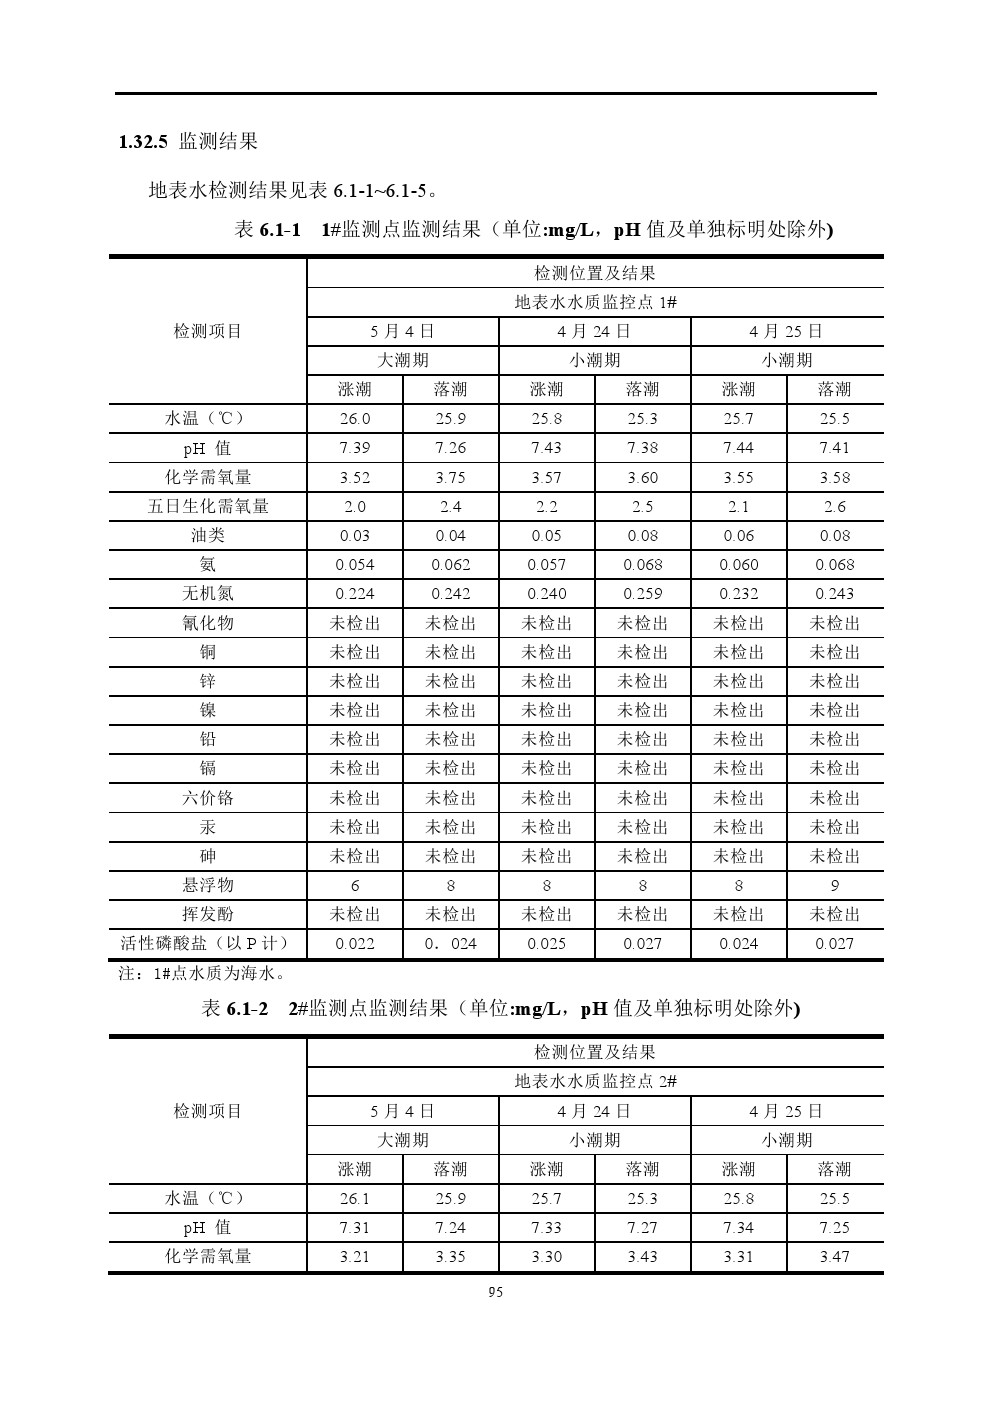 1.32.5 监测结果
地表水检测结果见表 6.1-1~6.1-5。
表 6.1-1 1#监测点监测结果（单位:mg/L，pH 值及单独标明处除外)
检测项目
检测位置及结果
地表水水质监控点 1#
5 月 4 日 4 月 24 日 4 月 25 日
大潮期 小潮期 小潮期
涨潮 落潮 涨潮 落潮 涨潮 落潮
水温（℃） 26.0 25.9 25.8 25.3 25.7 25.5
pH 值 7.39 7.26 7.43 7.38 7.44 7.41
化学需氧量 3.52 3.75 3.57 3.60 3.55 3.58
五日生化需氧量 2.0 2.4 2.2 2.5 2.1 2.6
油类 0.03 0.04 0.05 0.08 0.06 0.08
氨 0.054 0.062 0.057 0.068 0.060 0.068
无机氮 0.224 0.242 0.240 0.259 0.232 0.243
氰化物 未检出 未检出 未检出 未检出 未检出 未检出
铜 未检出 未检出 未检出 未检出 未检出 未检出
锌 未检出 未检出 未检出 未检出 未检出 未检出
镍 未检出 未检出 未检出 未检出 未检出 未检出
铅 未检出 未检出 未检出 未检出 未检出 未检出
镉 未检出 未检出 未检出 未检出 未检出 未检出
六价铬 未检出 未检出 未检出 未检出 未检出 未检出
汞 未检出 未检出 未检出 未检出 未检出 未检出
砷 未检出 未检出 未检出 未检出 未检出 未检出
悬浮物 6 8 8 8 8 9
挥发酚 未检出 未检出 未检出 未检出 未检出 未检出
活性磷酸盐（以 P 计） 0.022 0．024 0.025 0.027 0.024 0.027
注：1#点水质为海水。
表 6.1-2 2#监测点监测结果（单位:mg/L，pH 值及单独标明处除外)
检测项目
检测位置及结果
地表水水质监控点 2#
5 月 4 日 4 月 24 日 4 月 25 日
大潮期 小潮期 小潮期
涨潮 落潮 涨潮 落潮 涨潮 落潮
水温（℃） 26.1 25.9 25.7 25.3 25.8 25.5
pH 值 7.31 7.24 7.33 7.27 7.34 7.25
化学需氧量 3.21 3.35 3.30 3.43 3.31 3.47
95